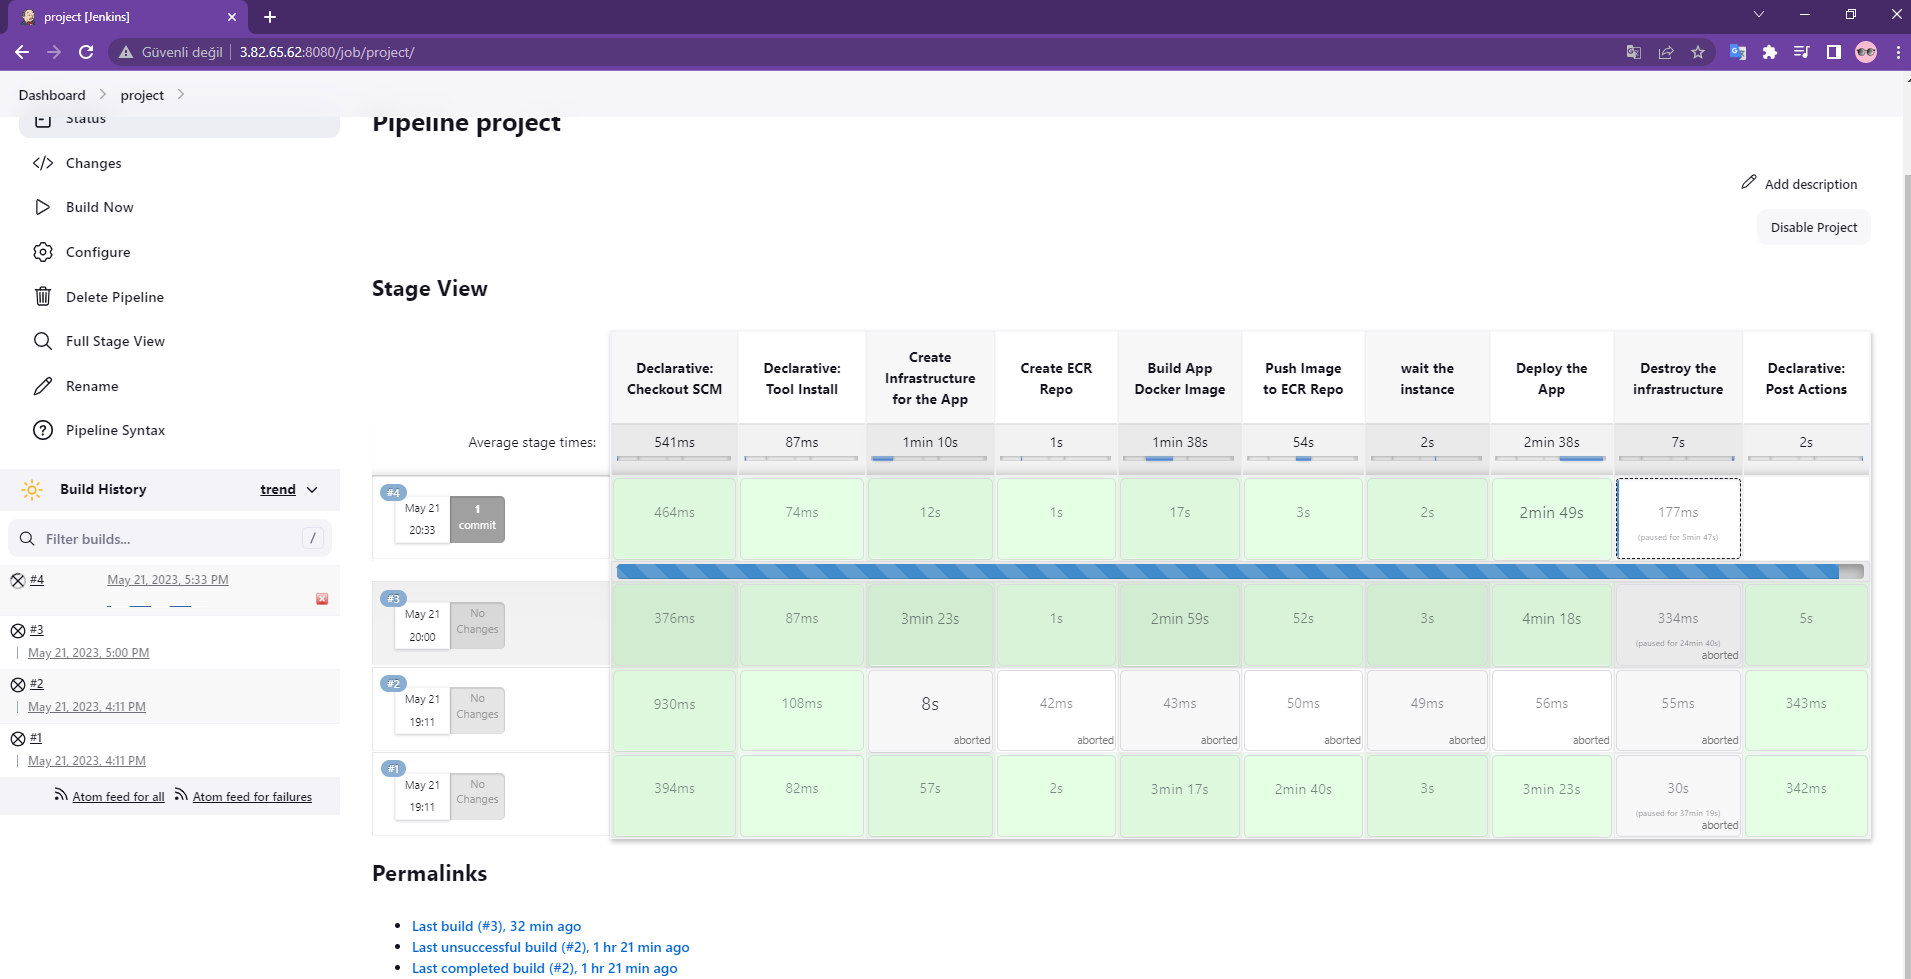 project [Jenkins]
Güvenli değil
3.82.65.62:8080/job/project/
Dashboard
project
Status
Changes
Build Now
Configure
Delete Pipeline
Full Stage View
Rename
Pipeline Syntax
Build History
trend
Filter builds...
/
#4
May 21, 2023, 5:33 PM
#3
May 21, 2023, 5:00 PM
#2
May 21, 2023, 4:11 PM
#1
May 21, 2023, 4:11 PM
Atom feed for all
Atom feed for failures
Pipeline project
Add description
Disable Project
Stage View
Declarative: Checkout SCM
Declarative: Tool Install
Create Infrastructure for the App
Create ECR Repo
Build App Docker Image
Push Image to ECR Repo
wait the instance
Deploy the App
Destroy the infrastructure
Declarative: Post Actions
Average stage times:
541ms
87ms
1min 10s
1s
1min 38s
54s
2s
2min 38s
7s
2s
#4
May 21
20:33
1 commit
464ms
74ms
12s
1s
17s
3s
2s
2min 49s
177ms
(paused for 5min 47s)
#3
May 21
20:00
No Changes
376ms
87ms
3min 23s
1s
2min 59s
52s
3s
4min 18s
334ms
(paused for 24min 40s)
aborted
5s
#2
May 21
19:11
No Changes
930ms
108ms
8s
aborted
42ms
aborted
43ms
aborted
50ms
aborted
49ms
aborted
56ms
aborted
55ms
aborted
343ms
#1
May 21
19:11
No Changes
394ms
82ms
57s
2s
3min 17s
2min 40s
3s
3min 23s
30s
(paused for 37min 19s)
aborted
342ms
Permalinks
Last build (#3), 32 min ago
Last unsuccessful build (#2), 1 hr 21 min ago
Last completed build (#2), 1 hr 21 min ago